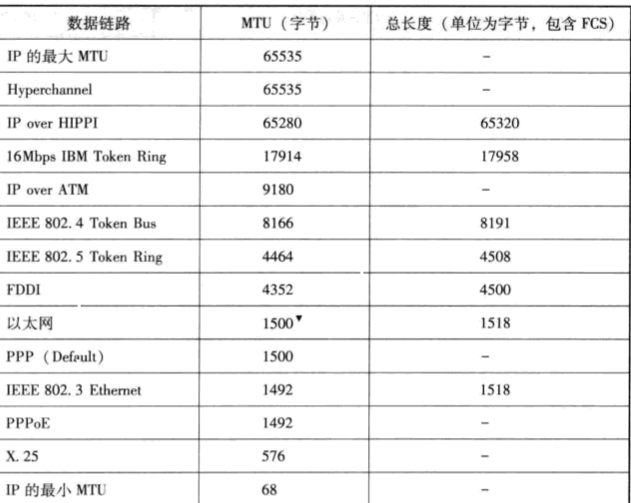 数据链路 MTU（字节） 总长度（单位为字节，包含 FCS）
IP 的最大 MTU 65535 –
Hyperchannel 65535 –
IP over HIPPI 65280 65320
16Mbps IBM Token Ring 17914 17958
IP over ATM 9180 –
IEEE 802. 4 Token Bus 8166 8191
IEEE 802. 5 Token Ring 4464 4508
FDDI 4352 4500
以太网 1500▼ 1518
PPP （Default） 1500 –
IEEE 802. 3 Ethernet 1492 1518
PPPoE 1492 –
X. 25 576 –
IP 的最小 MTU 68 –